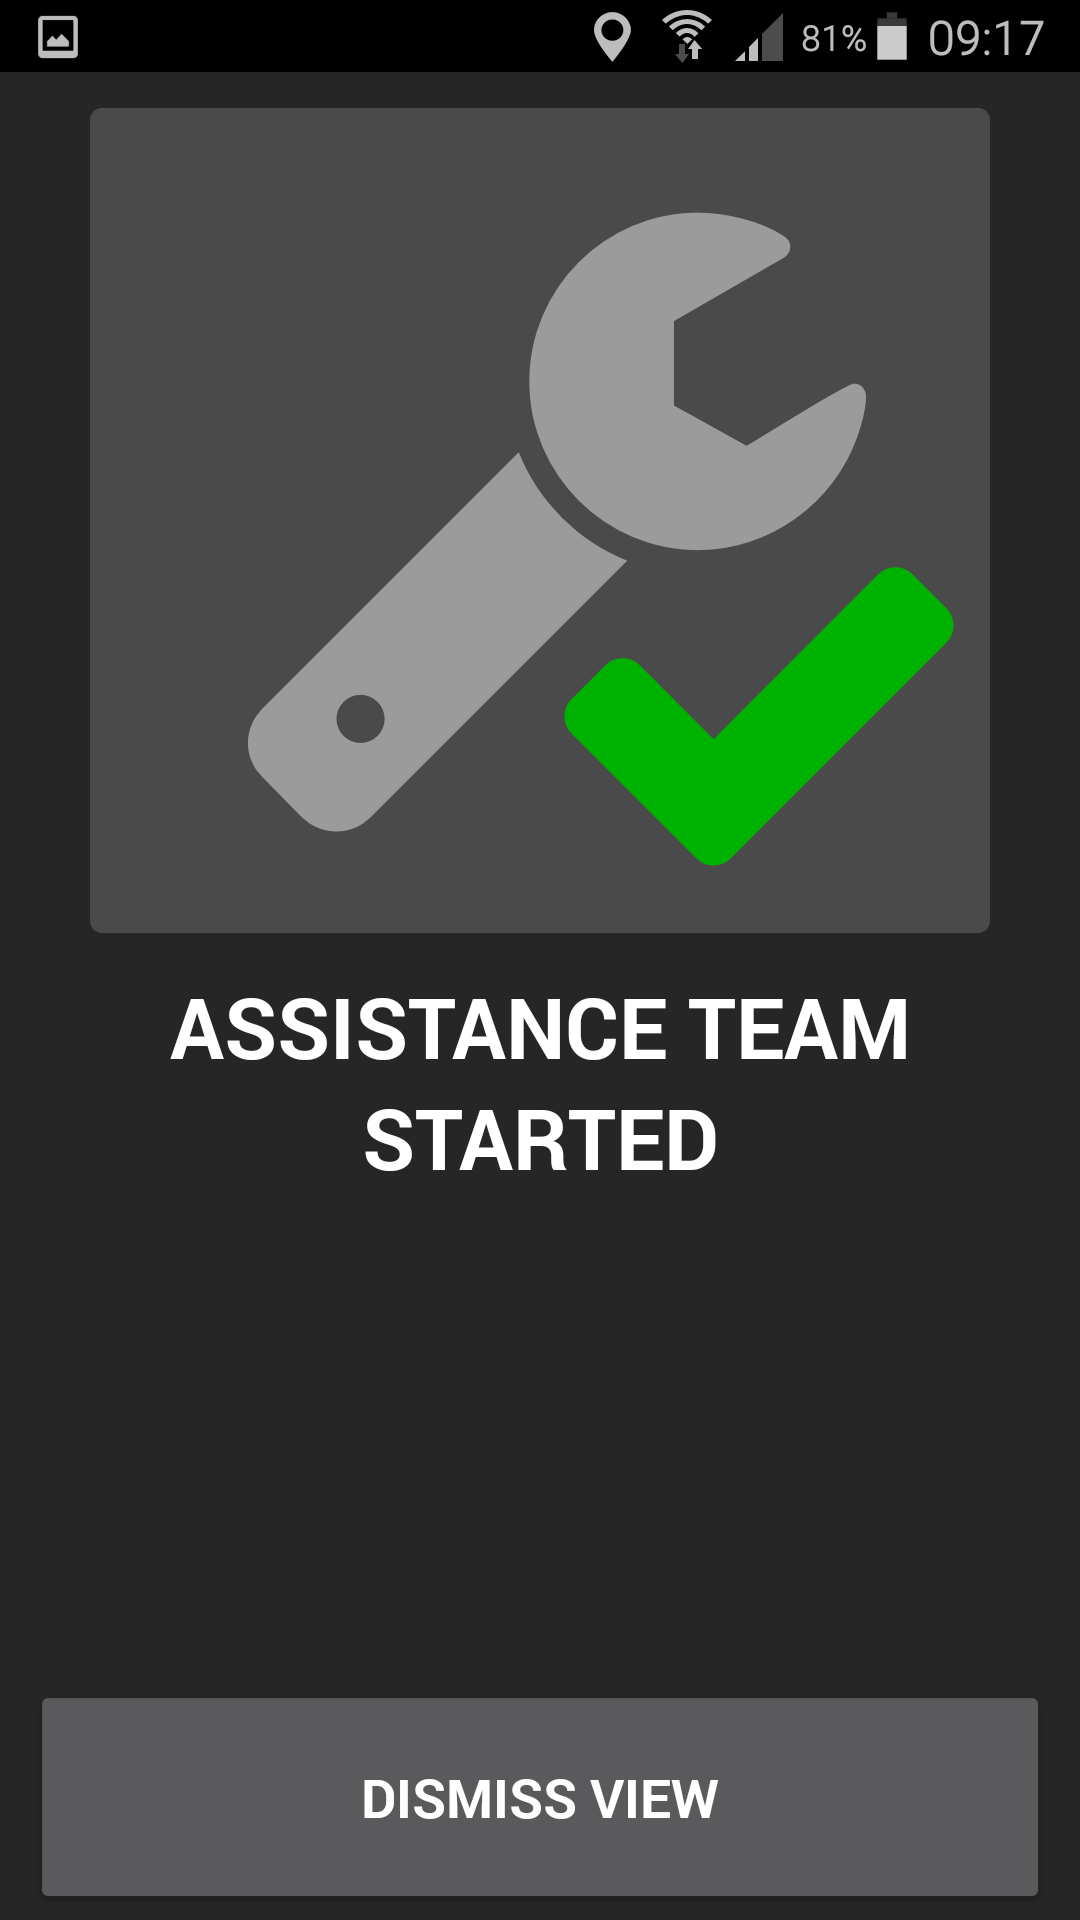 81% 09:17
ASSISTANCE TEAM
STARTED
DISMISS VIEW